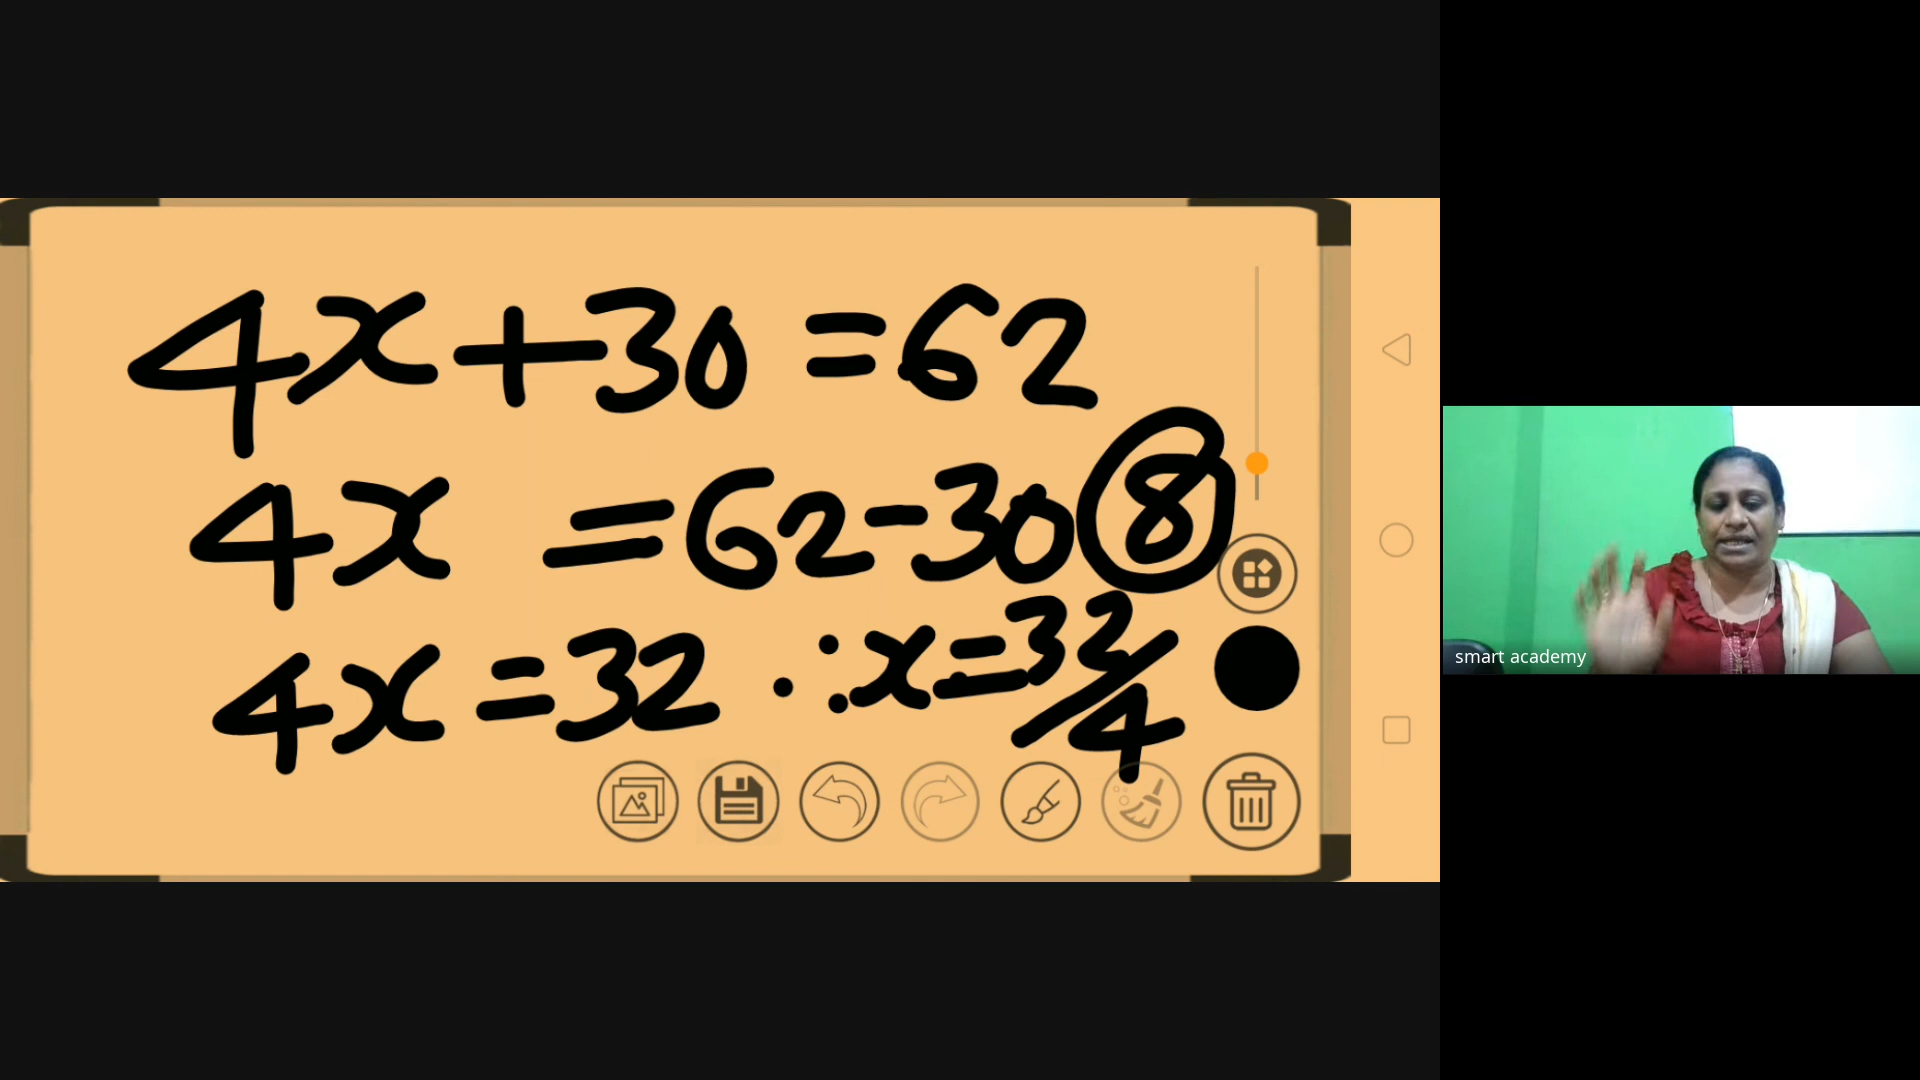 4x+30=62
4x = 62-30 8
4x = 32 ∴ x = 32/4
smart academy